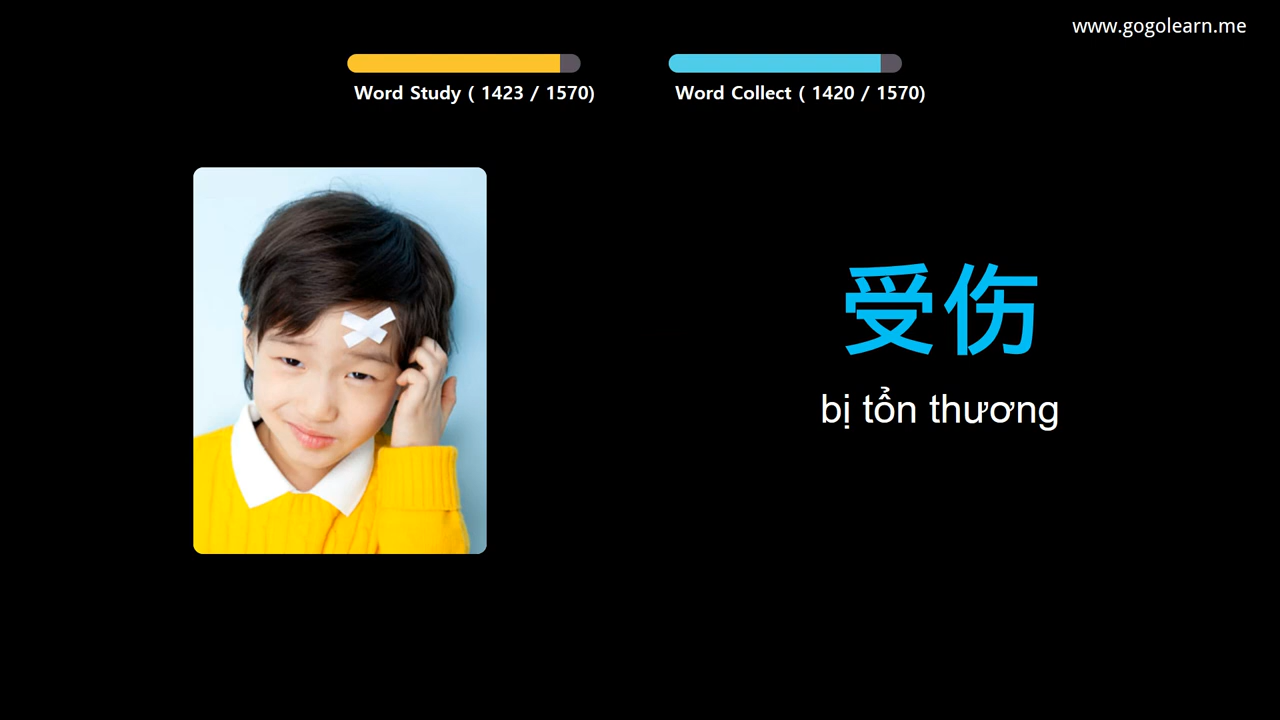 www.gogolearn.me
Word Study ( 1423 / 1570)
Word Collect ( 1420 / 1570)
受伤
bị tổn thương